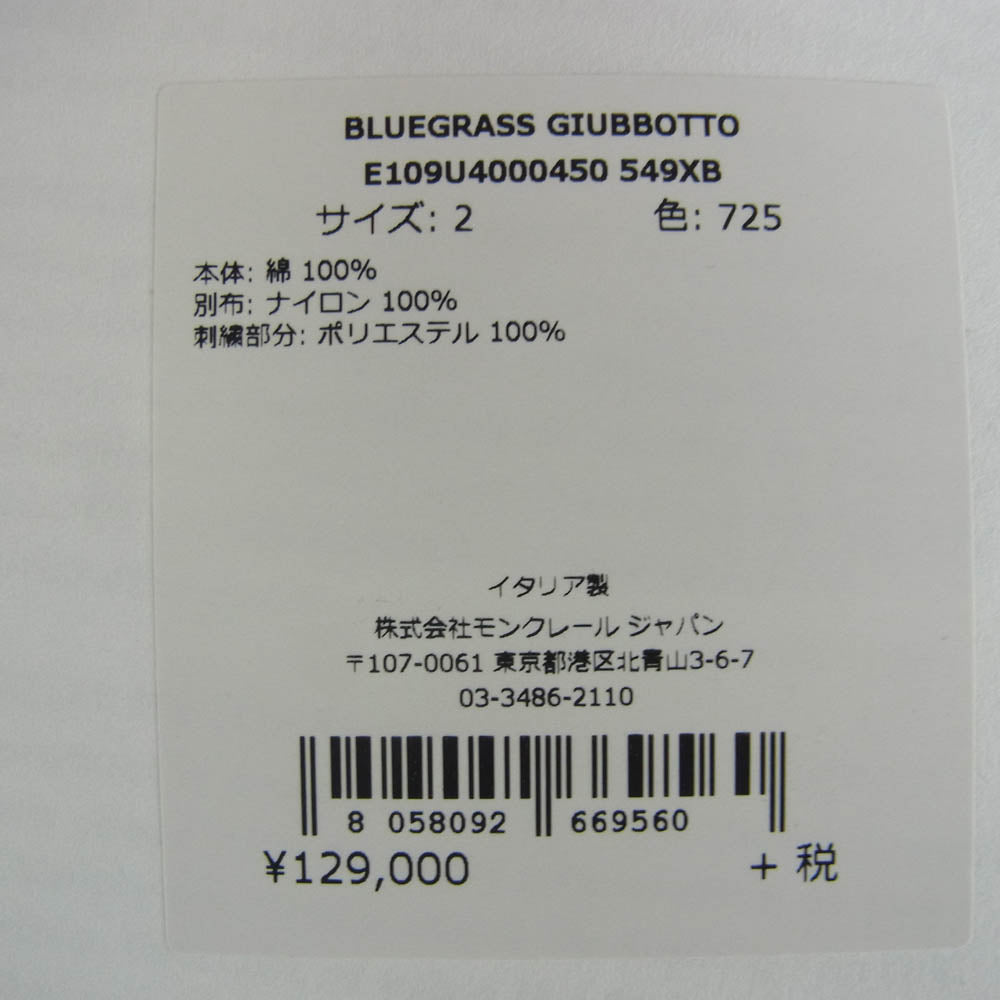 BLUEGRASS GIUBBOTTO
E109U4000450 549XB
サイズ: 2 色: 725
本体: 綿 100%
別布: ナイロン 100%
刺繍部分: ポリエステル 100%
イタリア製
株式会社モンクレール ジャパン
〒107-0061 東京都港区北青山3-6-7
03-3486-2110
8 058092 669560
¥129,000 + 税